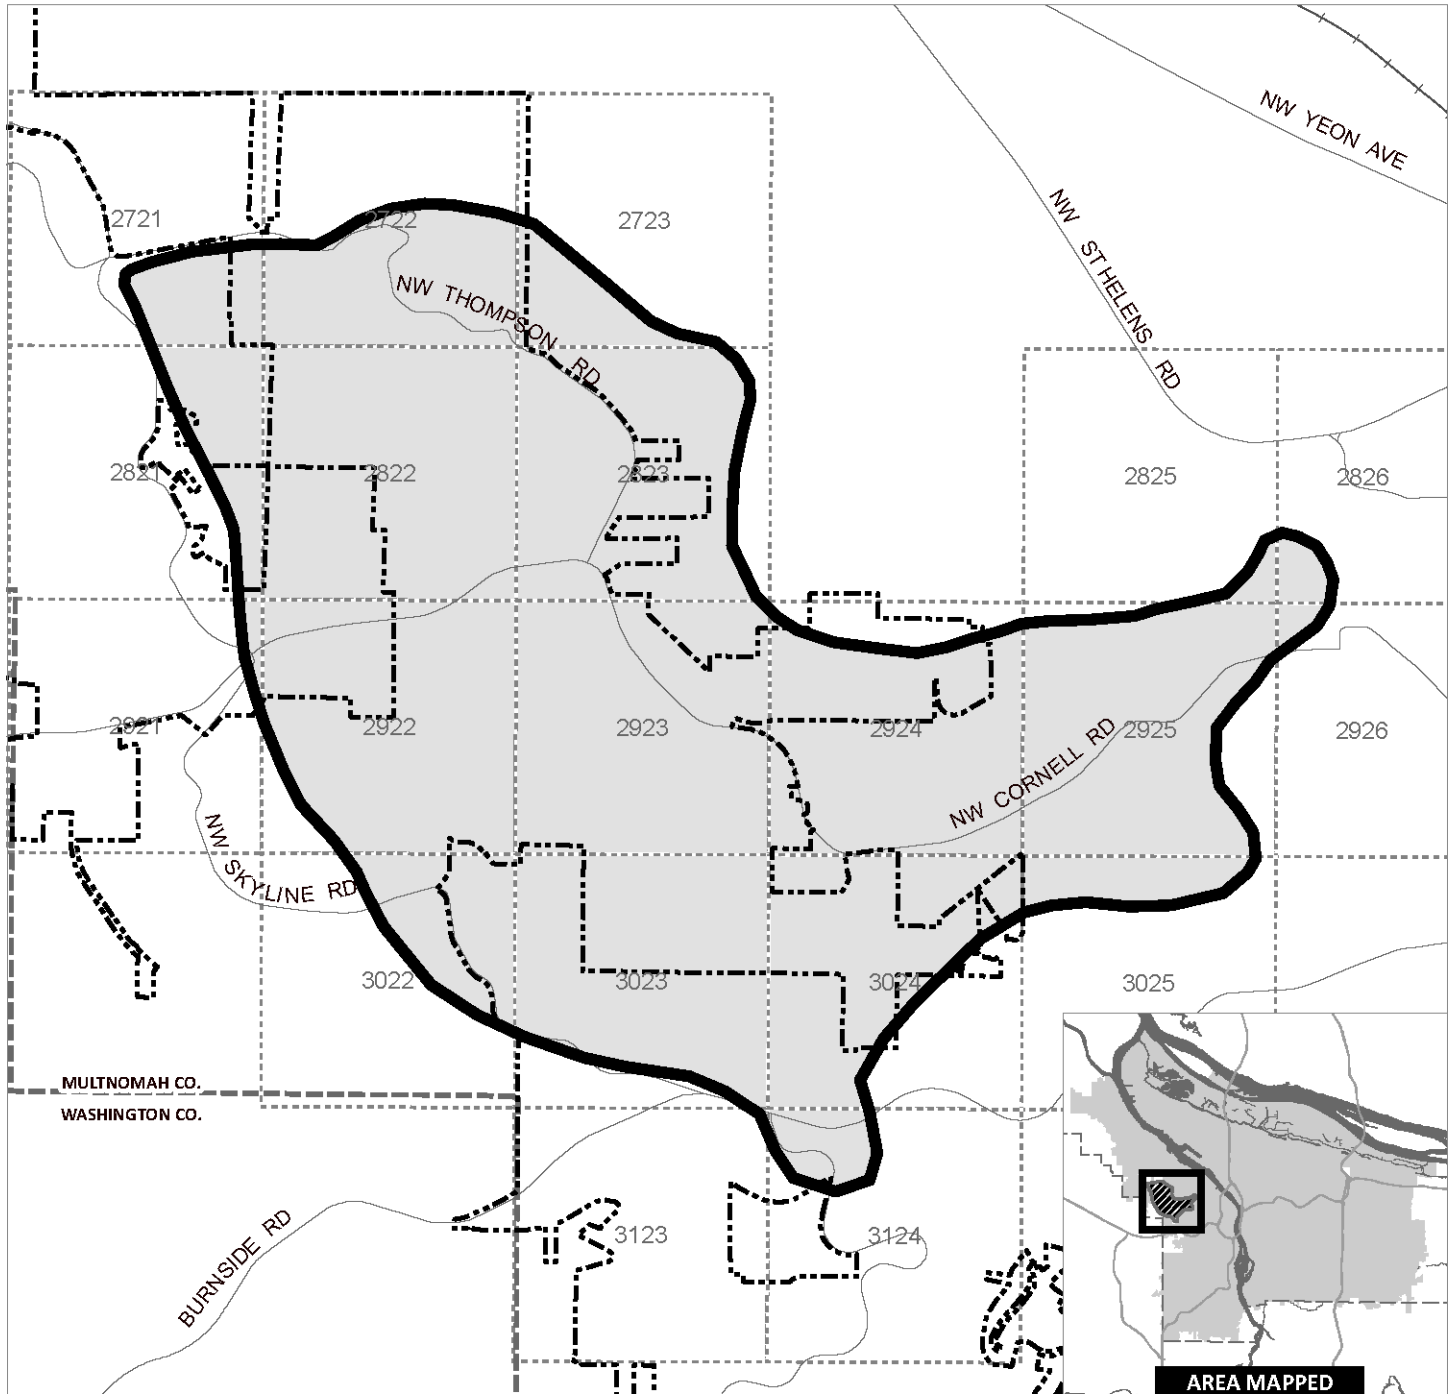 NW YEON AVE
2721
2722
2723
NW ST HELENS RD
NW THOMPSON RD
2821
2822
2823
2825
2826
2921
2922
2923
2924
2925
2926
NW CORNELL RD
NW SKYLINE RD
3022
3023
3024
3025
MULTNOMAH CO.
WASHINGTON CO.
BURNSIDE RD
3123
3124
AREA MAPPED